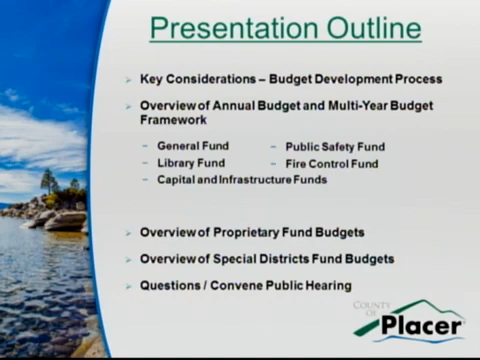 Presentation Outline
Key Considerations – Budget Development Process
Overview of Annual Budget and Multi-Year Budget
Framework
– General Fund – Public Safety Fund
– Library Fund – Fire Control Fund
– Capital and Infrastructure Funds
Overview of Proprietary Fund Budgets
Overview of Special Districts Fund Budgets
Questions / Convene Public Hearing
COUNTY
OF
Placer